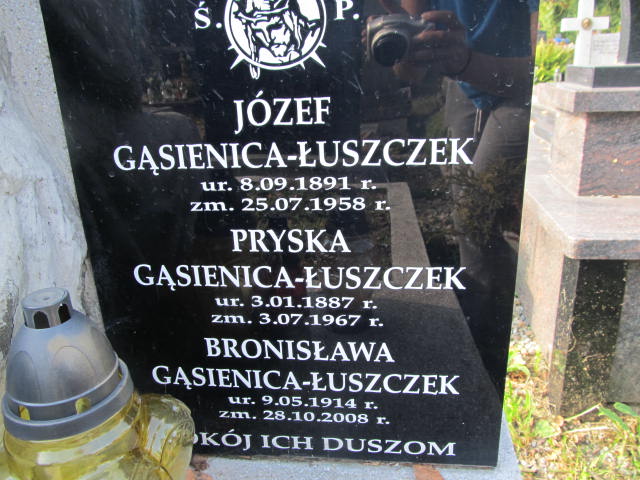 Ś. P.
JÓZEF
GĄSIENICA-ŁUSZCZEK
ur. 8.09.1891 r.
zm. 25.07.1958 r.
PRYSKA
GĄSIENICA-ŁUSZCZEK
ur. 3.01.1887 r.
zm. 3.07.1967 r.
BRONISŁAWA
GĄSIENICA-ŁUSZCZEK
ur. 9.05.1914 r.
zm. 28.10.2008 r.
OKÓJ ICH DUSZOM